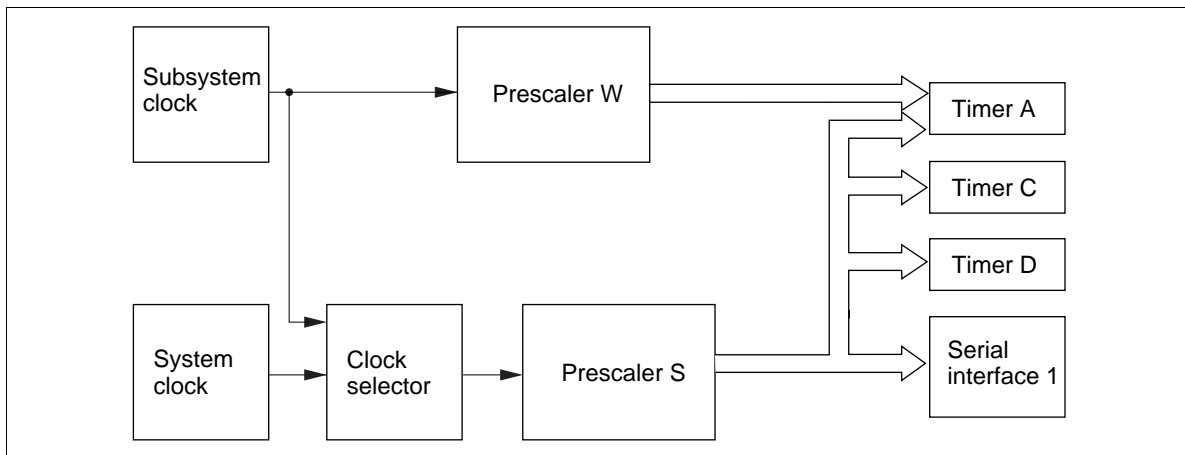 Subsystem
clock
Prescaler W
Timer A
Timer C
Timer D
System
clock
Clock
selector
Prescaler S
Serial
interface 1